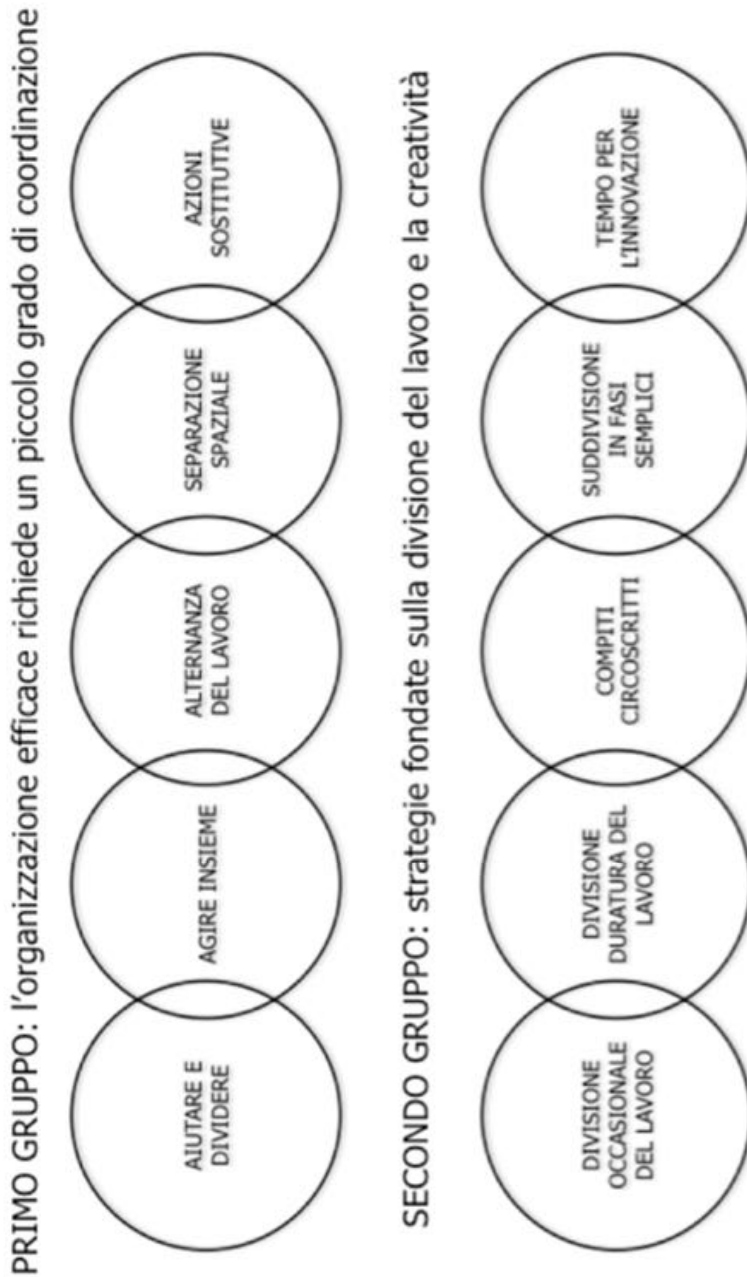 PRIMO GRUPPO: l'organizzazione efficace richiede un piccolo grado di coordinazione
AIUTARE E
DIVIDERE
AGIRE INSIEME
ALTERNANZA
DEL LAVORO
SEPARAZIONE
SPAZIALE
AZIONI
SOSTITUTIVE
SECONDO GRUPPO: strategie fondate sulla divisione del lavoro e la creatività
DIVISIONE
OCCASIONALE
DEL LAVORO
DIVISIONE
DURATURA DEL
LAVORO
COMPITI
CIRCOSCRITTI
SUDDIVISIONE
IN FASI
SEMPLICI
TEMPO PER
L'INNOVAZIONE